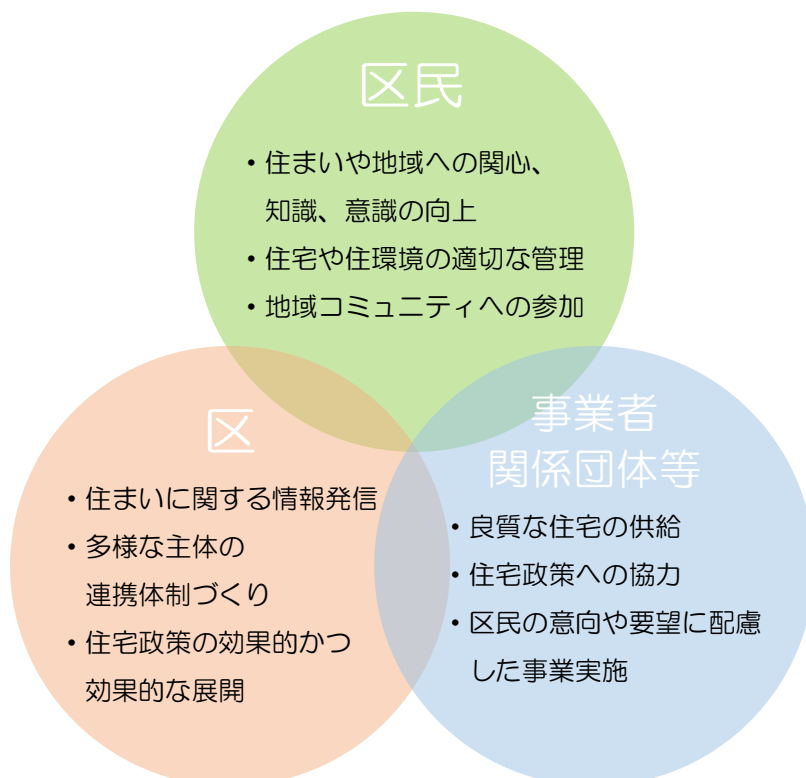 区民
・住まいや地域への関心、
知識、意識の向上
・住宅や住環境の適切な管理
・地域コミュニティへの参加
区
・住まいに関する情報発信
・多様な主体の
連携体制づくり
・住宅政策の効果的かつ
効果的な展開
事業者
関係団体等
・良質な住宅の供給
・住宅政策への協力
・区民の意向や要望に配慮
した事業実施